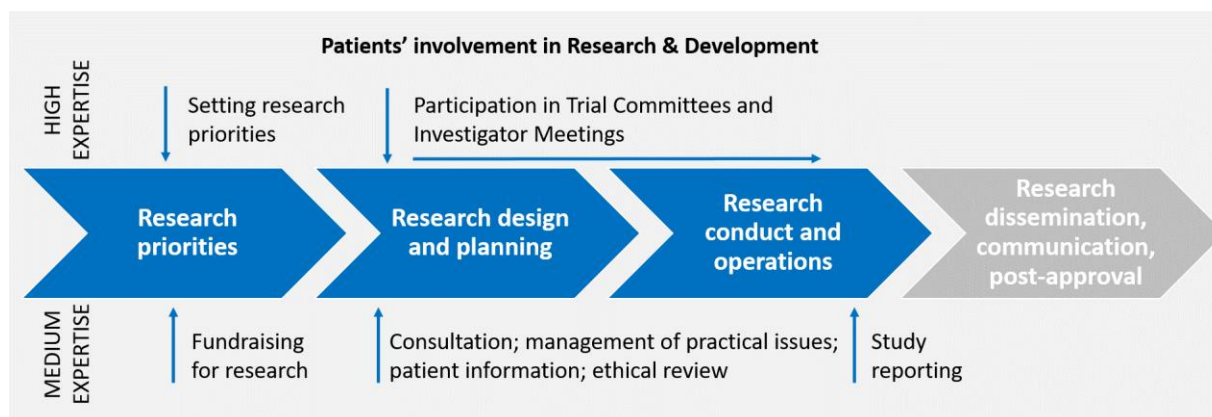 Patients’ involvement in Research & Development
HIGH
EXPERTISE
Setting research
priorities
Participation in Trial Committees and
Investigator Meetings
Research
priorities
Research design
and planning
Research
conduct and
operations
Research
dissemination,
communication,
post-approval
MEDIUM
EXPERTISE
Fundraising
for research
Consultation; management of practical issues;
patient information; ethical review
Study
reporting